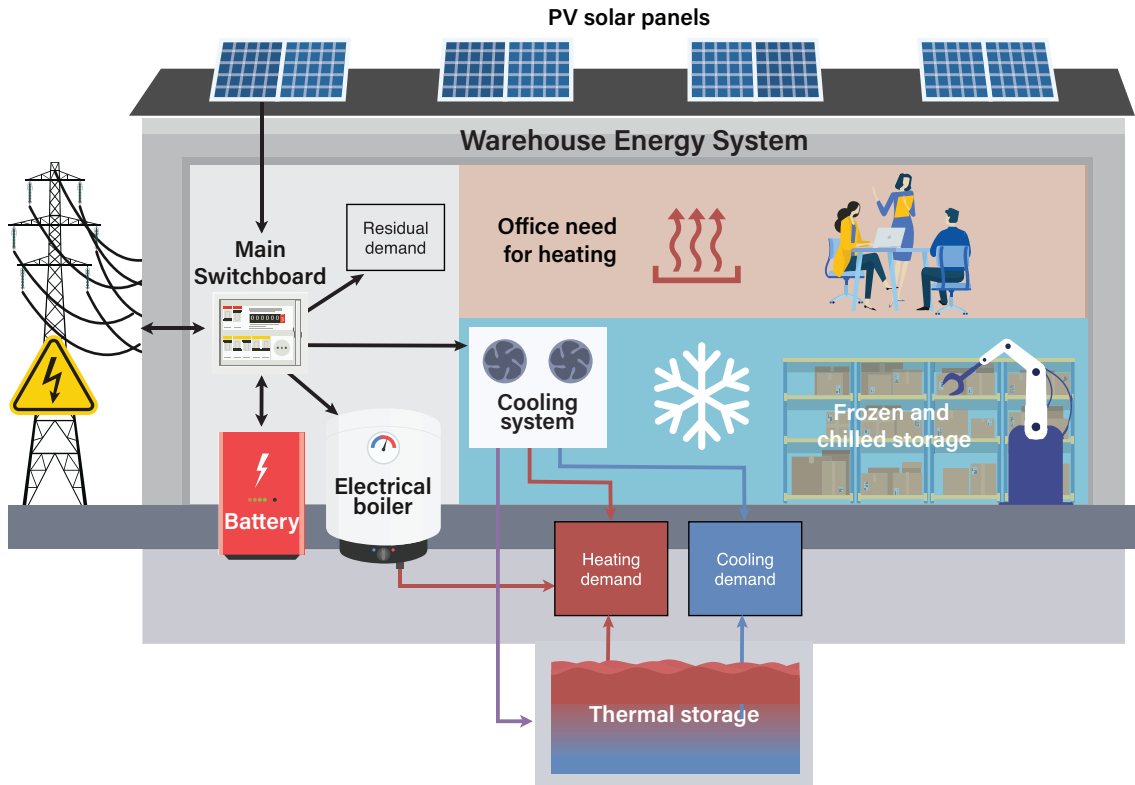 PV solar panels
Warehouse Energy System
Residual
demand
Office need
for heating
Main
Switchboard
Cooling
system
Frozen and
chilled storage
Electrical
boiler
Battery
Heating
demand
Cooling
demand
Thermal storage